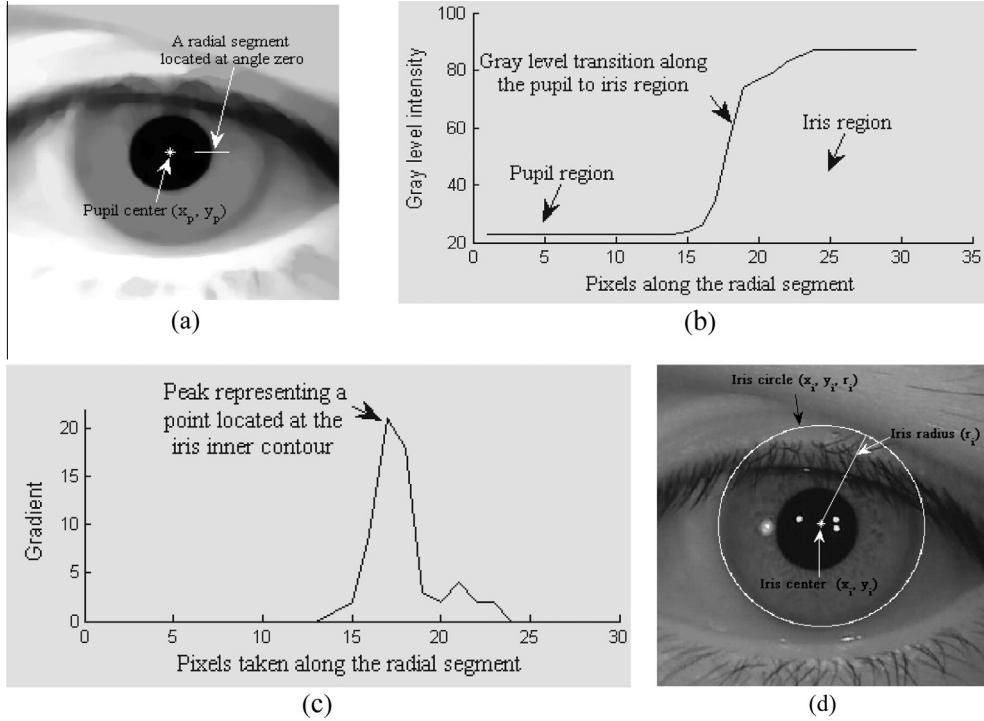 A radial segment
located at angle zero
Pupil center (x_p, y_p)
(a)
Gray level intensity
100
80
60
40
20
0 5 10 15 20 25 30 35
Gray level transition along
the pupil to iris region
Iris region
Pupil region
Pixels along the radial segment
(b)
Gradient
20
15
10
5
0
0 5 10 15 20 25 30
Peak representing a
point located at the
iris inner contour
Pixels taken along the radial segment
(c)
Iris circle (x_i, y_i, r_i)
Iris radius (r_i)
Iris center (x_i, y_i)
(d)